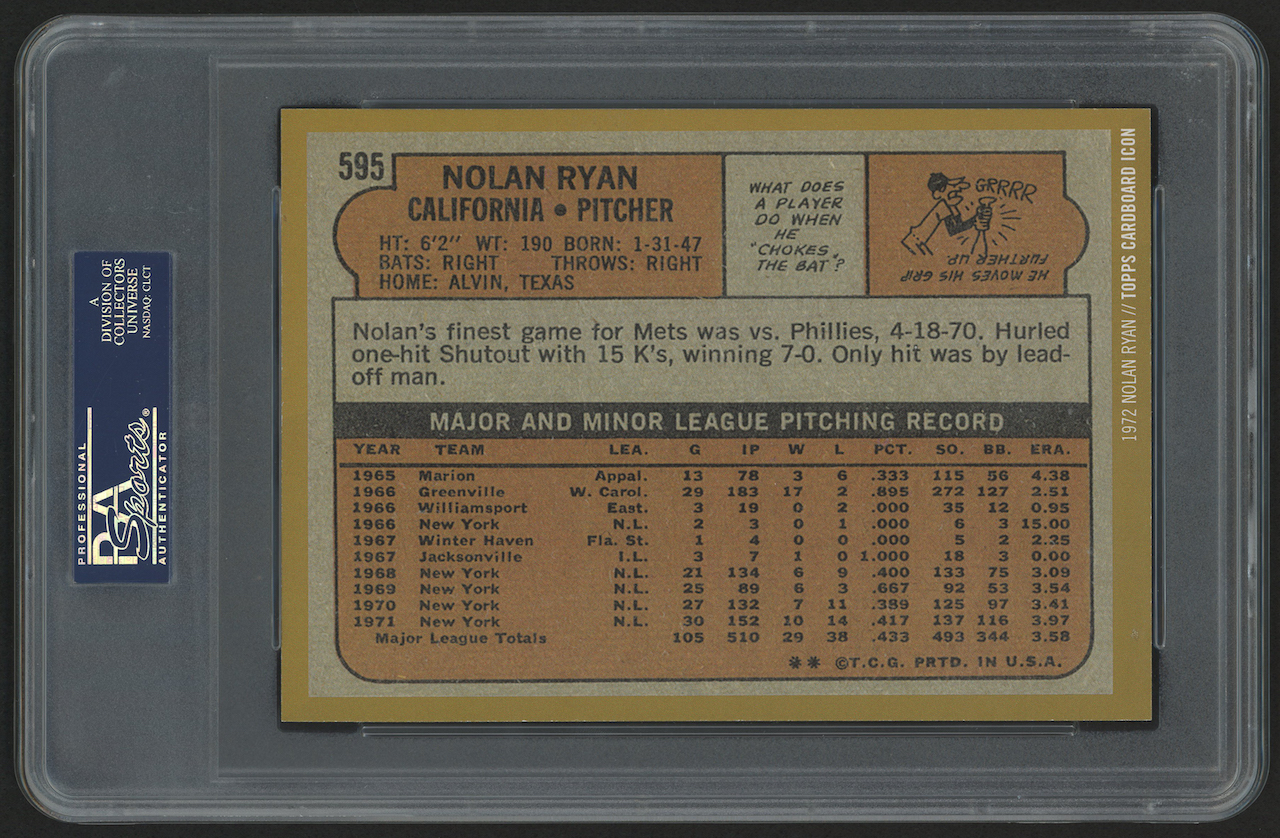 595
NOLAN RYAN
CALIFORNIA • PITCHER
HT: 6'2" WT: 190 BORN: 1-31-47
BATS: RIGHT THROWS: RIGHT
HOME: ALVIN, TEXAS
WHAT DOES
A PLAYER
DO WHEN
HE
"CHOKES"
THE BAT?
GRRRR
HE MOVES HIS GRIP
FURTHER UP
Nolan's finest game for Mets was vs. Phillies, 4-18-70. Hurled
one-hit Shutout with 15 K's, winning 7-0. Only hit was by lead-
off man.
MAJOR AND MINOR LEAGUE PITCHING RECORD
YEAR TEAM LEA. G IP W L PCT. SO. BB. ERA.
1965 Marion Appal. 13 78 3 6 .333 115 56 4.38
1966 Greenville W. Carol. 29 183 17 2 .895 272 127 2.51
1966 Williamsport East. 3 19 0 2 .000 35 12 0.95
1966 New York N.L. 2 3 0 1 .000 6 3 15.00
1967 Winter Haven Fla. St. 1 4 0 0 .000 5 2 2.25
1967 Jacksonville I.L. 3 7 1 0 1.000 18 3 0.00
1968 New York N.L. 21 134 6 9 .400 133 75 3.09
1969 New York N.L. 25 89 6 3 .667 92 53 3.54
1970 New York N.L. 27 132 7 11 .389 125 97 3.41
1971 New York N.L. 30 152 10 14 .417 137 116 3.97
Major League Totals 105 510 29 38 .433 493 344 3.58
** ©T.C.G. PRTD. IN U.S.A.
1972 NOLAN RYAN // TOPPS CARDBOARD ICON
A
DIVISION OF
COLLECTORS
UNIVERSE
NASDAQ: CLCT
PROFESSIONAL
PSA
Sports®
AUTHENTICATOR